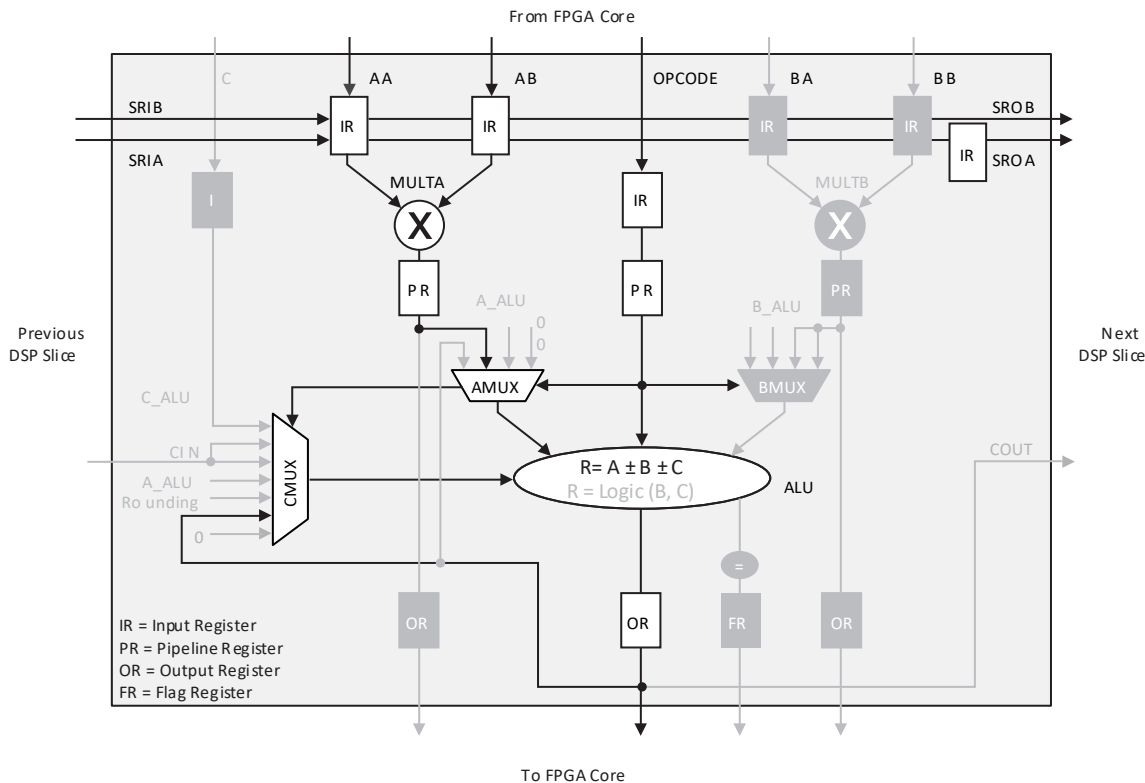 From FPGA Core
C
AA
AB
OPCODE
BA
BB
SRIB
SROB
IR
IR
IR
IR
SRIA
IR
SROA
MULTA
MULTB
I
IR
X
X
PR
PR
PR
A_ALU
B_ALU
0
0
Previous
DSP Slice
Next
DSP Slice
AMUX
BMUX
C_ALU
CIN
COUT
R= A ± B ± C
A_ALU
CMUX
ALU
R = Logic (B, C)
Rounding
0
=
IR = Input Register
OR
OR
FR
OR
PR = Pipeline Register
OR = Output Register
FR = Flag Register
To FPGA Core